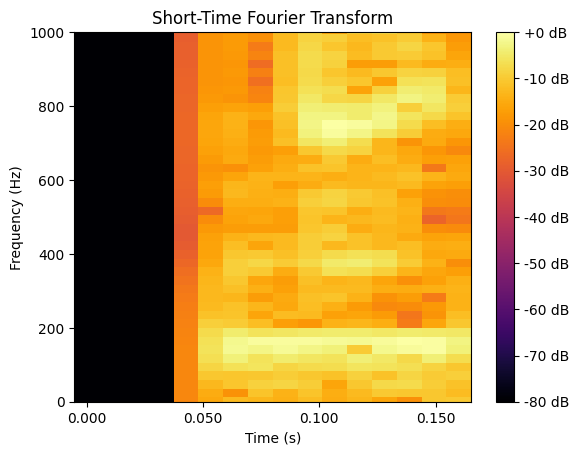 Short-Time Fourier Transform
1000
800
600
400
200
0
Frequency (Hz)
0.000
0.050
0.100
0.150
Time (s)
+0 dB
-10 dB
-20 dB
-30 dB
-40 dB
-50 dB
-60 dB
-70 dB
-80 dB